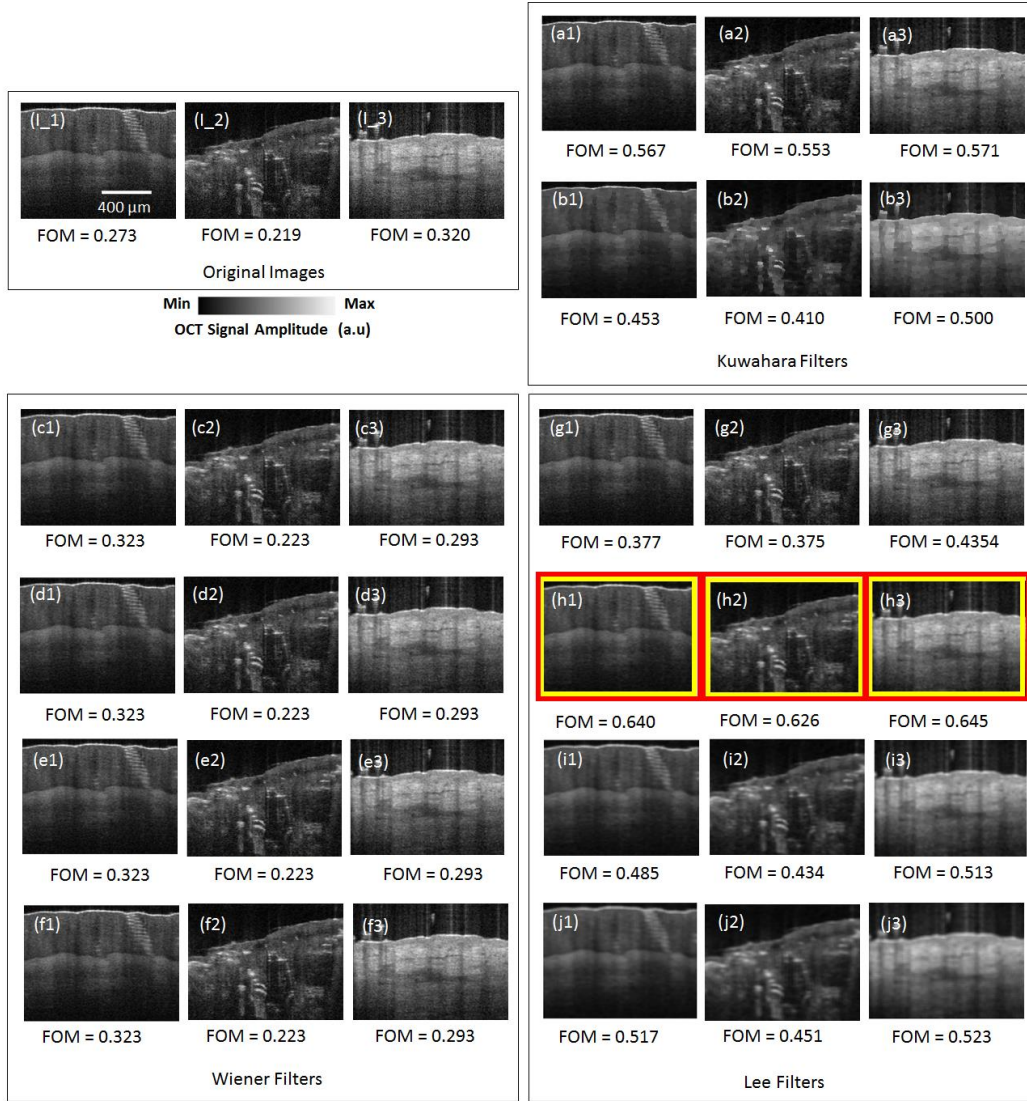 (a1) (a2) (a3)
FOM = 0.567 FOM = 0.553 FOM = 0.571
(b1) (b2) (b3)
FOM = 0.453 FOM = 0.410 FOM = 0.500
Kuwahara Filters
(I_1) (I_2) (I_3)
400 µm
FOM = 0.273 FOM = 0.219 FOM = 0.320
Original Images
Min Max
OCT Signal Amplitude (a.u)
(c1) (c2) (c3)
FOM = 0.323 FOM = 0.223 FOM = 0.293
(d1) (d2) (d3)
FOM = 0.323 FOM = 0.223 FOM = 0.293
(e1) (e2) (e3)
FOM = 0.323 FOM = 0.223 FOM = 0.293
(f1) (f2) (f3)
FOM = 0.323 FOM = 0.223 FOM = 0.293
Wiener Filters
(g1) (g2) (g3)
FOM = 0.377 FOM = 0.375 FOM = 0.4354
(h1) (h2) (h3)
FOM = 0.640 FOM = 0.626 FOM = 0.645
(i1) (i2) (i3)
FOM = 0.485 FOM = 0.434 FOM = 0.513
(j1) (j2) (j3)
FOM = 0.517 FOM = 0.451 FOM = 0.523
Lee Filters